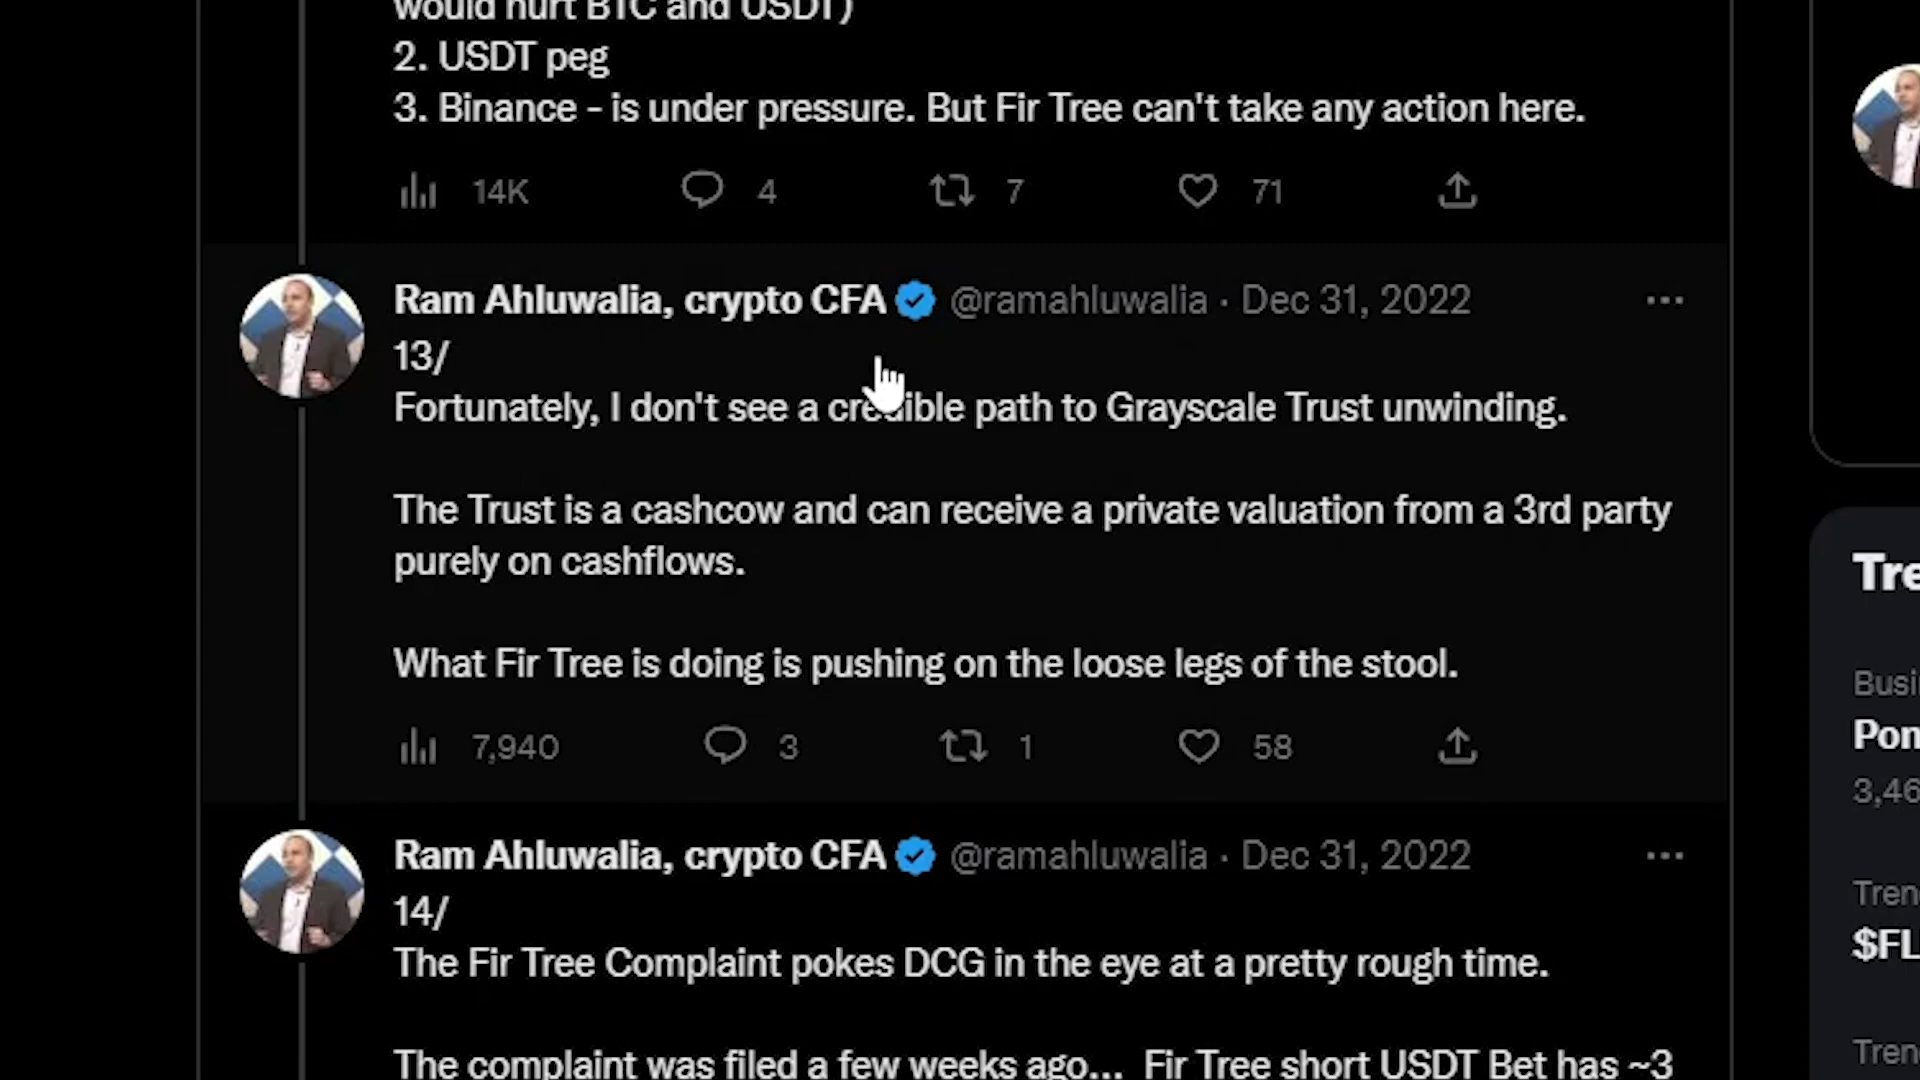 would hurt BTC and USDT)
2. USDT peg
3. Binance - is under pressure. But Fir Tree can't take any action here.
14K 4 7 71
Ram Ahluwalia, crypto CFA @ramahluwalia · Dec 31, 2022
13/
Fortunately, I don't see a credible path to Grayscale Trust unwinding.
The Trust is a cashcow and can receive a private valuation from a 3rd party
purely on cashflows.
What Fir Tree is doing is pushing on the loose legs of the stool.
7,940 3 1 58
Ram Ahluwalia, crypto CFA @ramahluwalia · Dec 31, 2022
14/
The Fir Tree Complaint pokes DCG in the eye at a pretty rough time.
The complaint was filed a few weeks ago... Fir Tree short USDT Bet has ~3
Tre
Busi
Pon
3,46
Tren
$FL
Tren